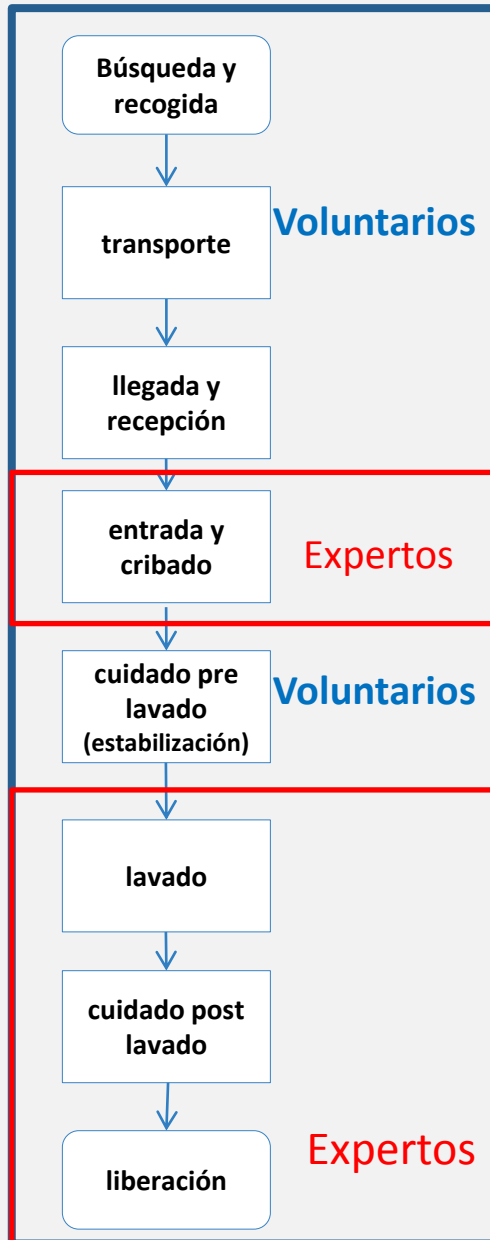 Búsqueda y
recogida
transporte
Voluntarios
llegada y
recepción
entrada y
cribado
Expertos
cuidado pre
lavado
(estabilización)
Voluntarios
lavado
cuidado post
lavado
liberación
Expertos